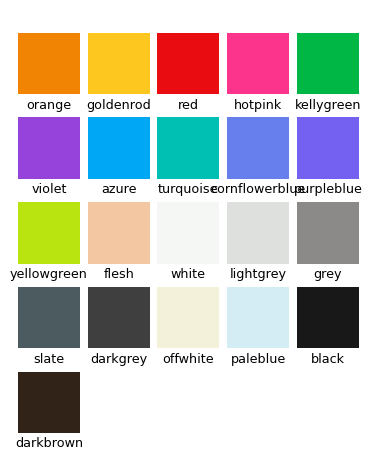 orange goldenrod red hotpink kellygreen
violet azure turquoise cornflowerblue purpleblue
yellowgreen flesh white lightgrey grey
slate darkgrey offwhite paleblue black
darkbrown